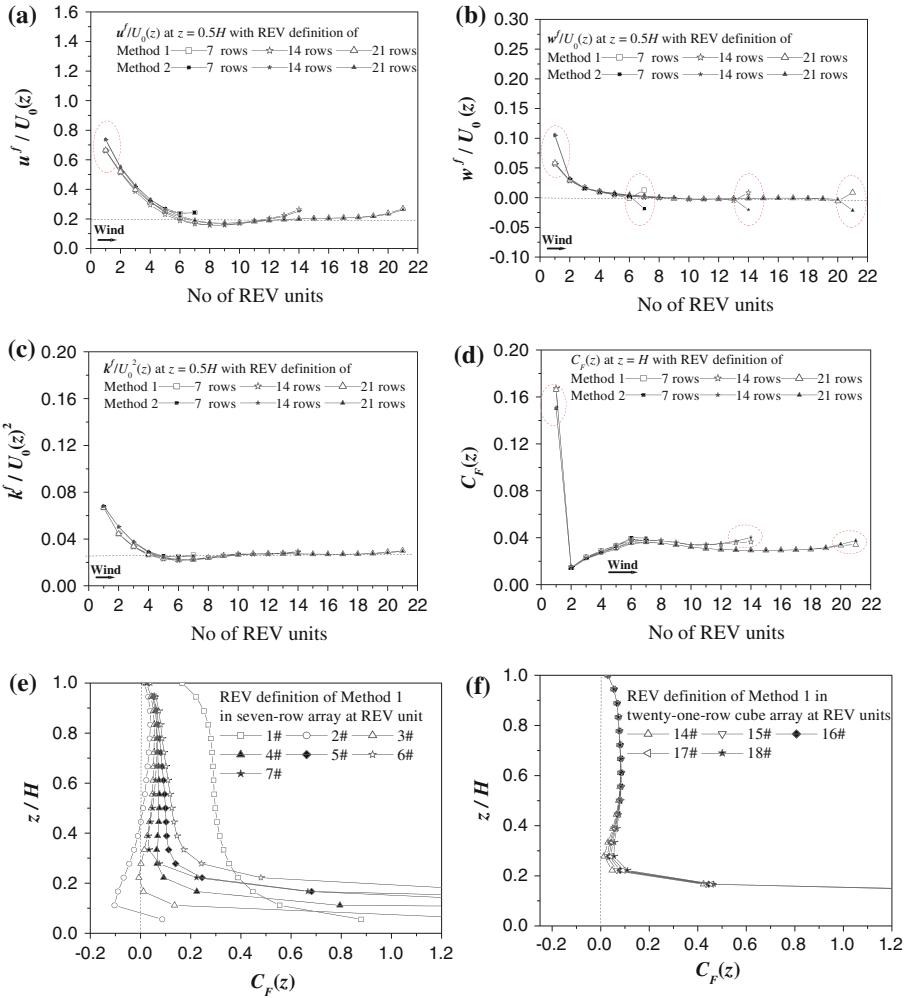 (a)
1.6
1.4
1.2
1.0
0.8
0.6
0.4
0.2
0.0
u^f / U_0(z)
u^f/U_0(z) at z = 0.5H with REV definition of
Method 1 7 rows 14 rows 21 rows
Method 2 7 rows 14 rows 21 rows
Wind
0 2 4 6 8 10 12 14 16 18 20 22
No of REV units
(b)
0.30
0.25
0.20
0.15
0.10
0.05
0.00
-0.05
-0.10
w^f / U_0(z)
w^f/U_0(z) at z = 0.5H with REV definition of
Method 1 7 rows 14 rows 21 rows
Method 2 7 rows 14 rows 21 rows
Wind
0 2 4 6 8 10 12 14 16 18 20 22
No of REV units
(c)
0.20
0.16
0.12
0.08
0.04
0.00
k^f / U_0(z)^2
k^f/U_0^2(z) at z = 0.5H with REV definition of
Method 1 7 rows 14 rows 21 rows
Method 2 7 rows 14 rows 21 rows
Wind
0 2 4 6 8 10 12 14 16 18 20 22
No of REV units
(d)
0.20
0.16
0.12
0.08
0.04
0.00
C_F(z)
C_F(z) at z = H with REV definition of
Method 1 7 rows 14 rows 21 rows
Method 2 7 rows 14 rows 21 rows
Wind
0 2 4 6 8 10 12 14 16 18 20 22
No of REV units
(e)
1.0
0.8
0.6
0.4
0.2
0.0
z / H
REV definition of Method 1
in seven-row array at REV unit
1# 2# 3#
4# 5# 6#
7#
-0.2 0.0 0.2 0.4 0.6 0.8 1.0 1.2
C_F(z)
(f)
1.0
0.8
0.6
0.4
0.2
0.0
z / H
REV definition of Method 1 in
twenty-one-row cube array at REV units
14# 15# 16#
17# 18#
-0.2 0.0 0.2 0.4 0.6 0.8 1.0 1.2
C_F(z)